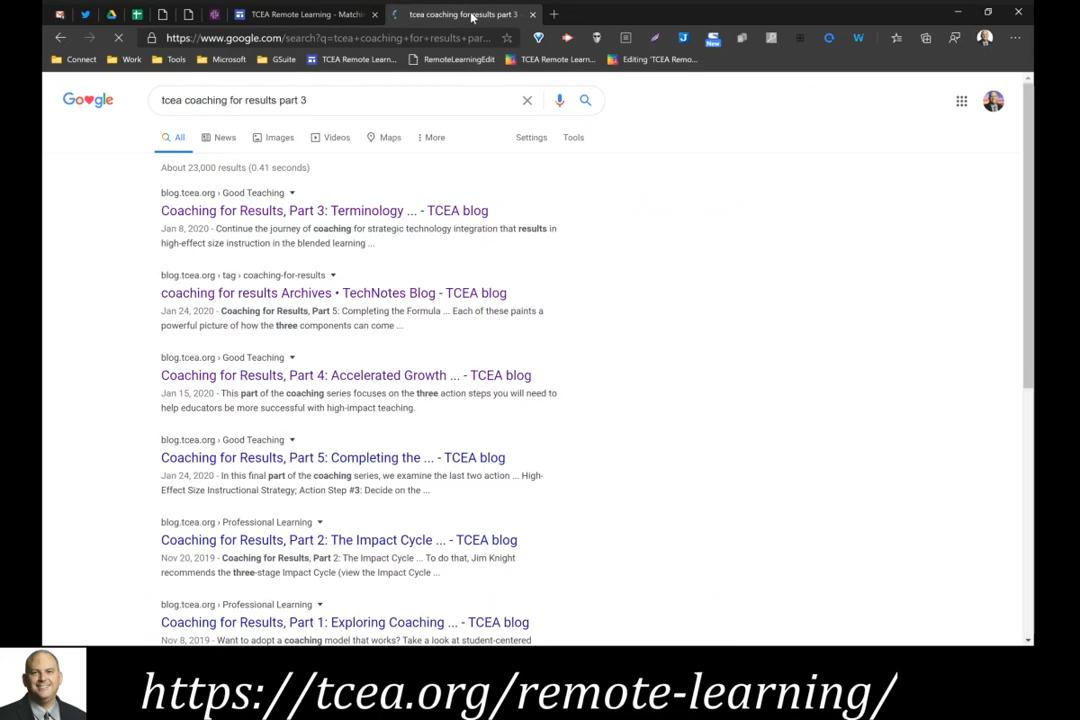 TCEA Remote Learning - Matchi
tcea coaching for results part 3
https://www.google.com/search?q=tcea+coaching+for+results+par...
New
Connect
Work
Tools
Microsoft
GSuite
TCEA Remote Learn...
RemoteLearningEdit
TCEA Remote Learn...
Editing 'TCEA Remo...
Google
tcea coaching for results part 3
All
News
Images
Videos
Maps
More
Settings
Tools
About 23,000 results (0.41 seconds)
blog.tcea.org › Good Teaching
Coaching for Results, Part 3: Terminology ... - TCEA blog
Jan 8, 2020 - Continue the journey of coaching for strategic technology integration that results in
high-effect size instruction in the blended learning ...
blog.tcea.org › tag › coaching-for-results
coaching for results Archives • TechNotes Blog - TCEA blog
Jan 24, 2020 - Coaching for Results, Part 5: Completing the Formula ... Each of these paints a
powerful picture of how the three components can come ...
blog.tcea.org › Good Teaching
Coaching for Results, Part 4: Accelerated Growth ... - TCEA blog
Jan 15, 2020 - This part of the coaching series focuses on the three action steps you will need to
help educators be more successful with high-impact teaching.
blog.tcea.org › Good Teaching
Coaching for Results, Part 5: Completing the ... - TCEA blog
Jan 24, 2020 - In this final part of the coaching series, we examine the last two action ... High-
Effect Size Instructional Strategy; Action Step #3: Decide on the ...
blog.tcea.org › Professional Learning
Coaching for Results, Part 2: The Impact Cycle ... - TCEA blog
Nov 20, 2019 - Coaching for Results, Part 2: The Impact Cycle ... To do that, Jim Knight
recommends the three-stage Impact Cycle (view the Impact Cycle ...
blog.tcea.org › Professional Learning
Coaching for Results, Part 1: Exploring Coaching ... - TCEA blog
Nov 8, 2019 - Want to adopt a coaching model that works? Take a look at student-centered
https://tcea.org/remote-learning/